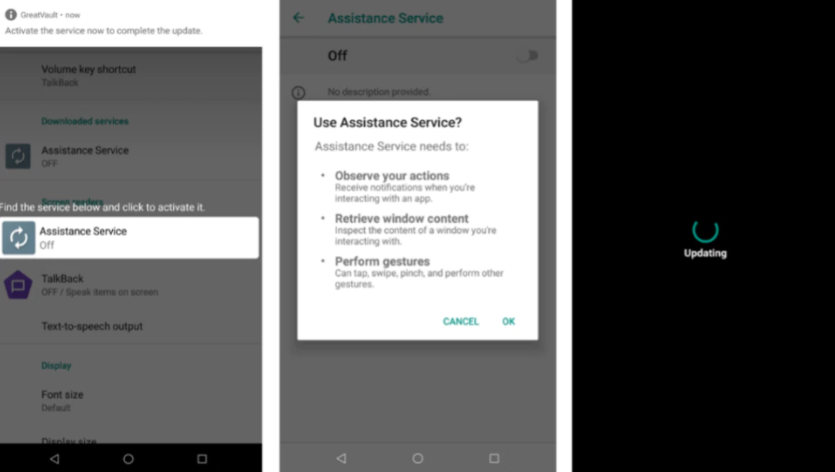 GreatVault • now
Activate the service now to complete the update.
Volume key shortcut
TalkBack
Downloaded services
Assistance Service
OFF
Screen readers
Find the service below and click to activate it.
Assistance Service
Off
TalkBack
OFF / Speak items on screen
Text-to-speech output
Display
Font size
Default
Display size
Assistance Service
Off
No description provided.
Use Assistance Service?
Assistance Service needs to:
• Observe your actions
Receive notifications when you're
interacting with an app.
• Retrieve window content
Inspect the content of a window you're
interacting with.
• Perform gestures
Can tap, swipe, pinch, and perform other
gestures.
CANCEL OK
Updating